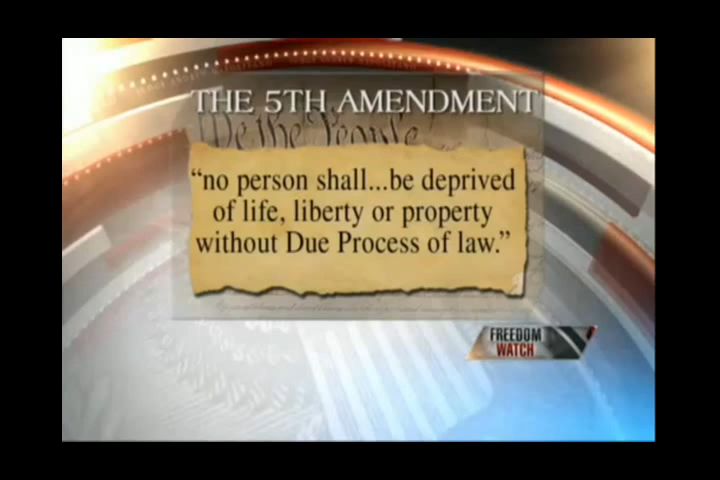 THE 5TH AMENDMENT
We the People
“no person shall...be deprived
of life, liberty or property
without Due Process of law.”
FREEDOM
WATCH